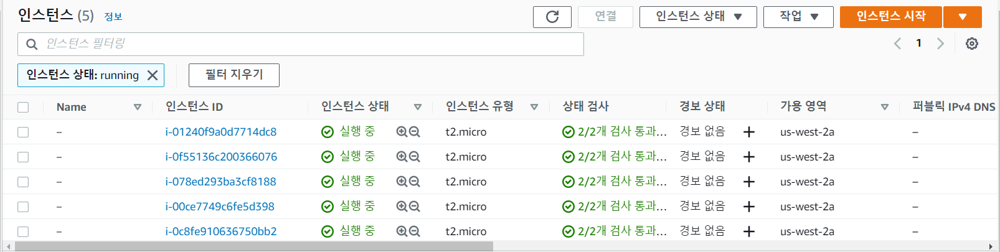 인스턴스 (5) 정보
연결 인스턴스 상태 작업 인스턴스 시작
인스턴스 필터링
1
인스턴스 상태: running 필터 지우기
Name 인스턴스 ID 인스턴스 상태 인스턴스 유형 상태 검사 경보 상태 가용 영역 퍼블릭 IPv4 DNS
– i-01240f9a0d7714dc8 실행 중 t2.micro 2/2개 검사 통과... 경보 없음 + us-west-2a –
– i-0f55136c200366076 실행 중 t2.micro 2/2개 검사 통과... 경보 없음 + us-west-2a –
– i-078ed293ba3cf8188 실행 중 t2.micro 2/2개 검사 통과... 경보 없음 + us-west-2a –
– i-00ce7749c6fe5d398 실행 중 t2.micro 2/2개 검사 통과... 경보 없음 + us-west-2a –
– i-0c8fe910636750bb2 실행 중 t2.micro 2/2개 검사 통과... 경보 없음 + us-west-2a –